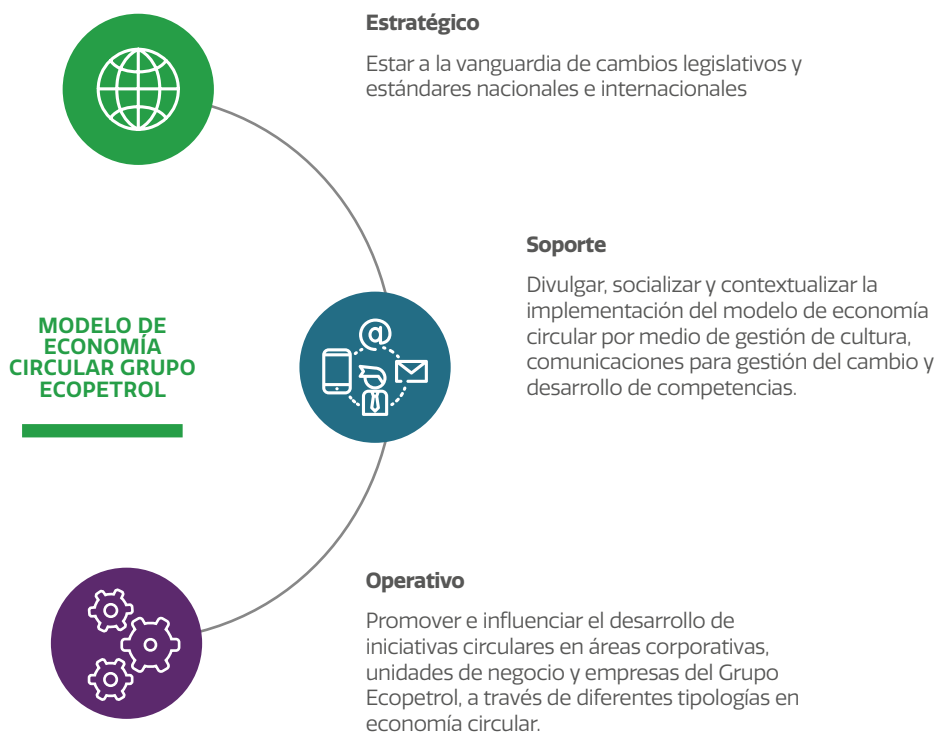 Estratégico
Estar a la vanguardia de cambios legislativos y
estándares nacionales e internacionales
Soporte
Divulgar, socializar y contextualizar la
implementación del modelo de economía
circular por medio de gestión de cultura,
comunicaciones para gestión del cambio y
desarrollo de competencias.
MODELO DE
ECONOMÍA
CIRCULAR GRUPO
ECOPETROL
Operativo
Promover e influenciar el desarrollo de
iniciativas circulares en áreas corporativas,
unidades de negocio y empresas del Grupo
Ecopetrol, a través de diferentes tipologías en
economía circular.